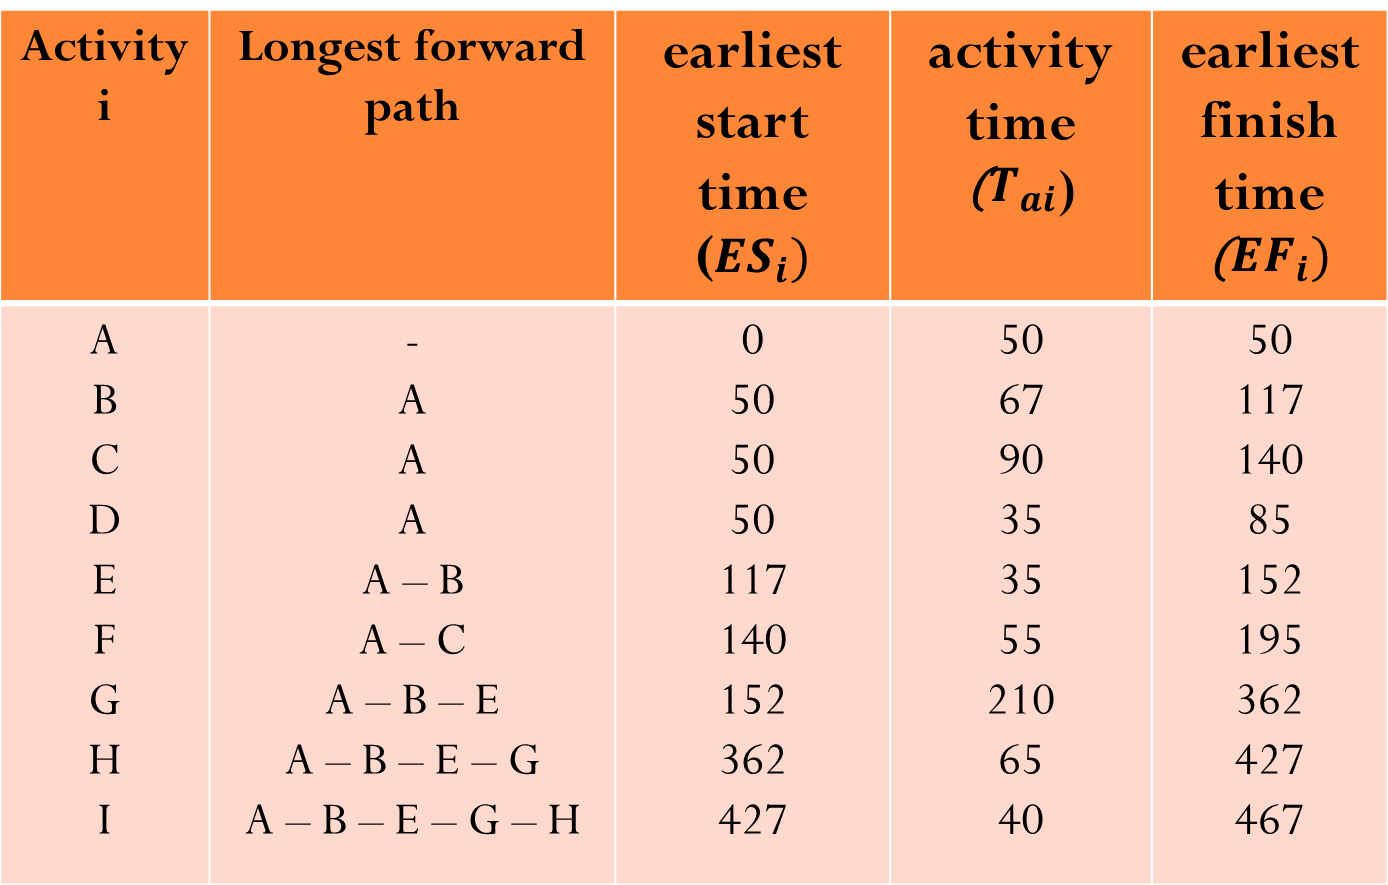 Activity i | Longest forward path | earliest start time (ES_i) | activity time (T_ai) | earliest finish time (EF_i)
A | - | 0 | 50 | 50
B | A | 50 | 67 | 117
C | A | 50 | 90 | 140
D | A | 50 | 35 | 85
E | A – B | 117 | 35 | 152
F | A – C | 140 | 55 | 195
G | A – B – E | 152 | 210 | 362
H | A – B – E – G | 362 | 65 | 427
I | A – B – E – G – H | 427 | 40 | 467